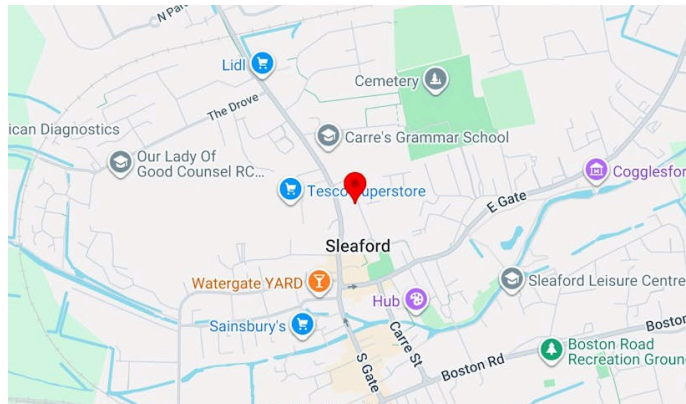 N Par
Lidl
Cemetery
The Drove
ican Diagnostics
Carre's Grammar School
Our Lady Of
Good Counsel RC...
Cogglesfor
Tesco Superstore
E Gate
Sleaford
Watergate YARD
Sleaford Leisure Centre
Hub
Sainsbury's
Carre St
Boston
Boston Road
Recreation Groun
S Gate
Boston Rd